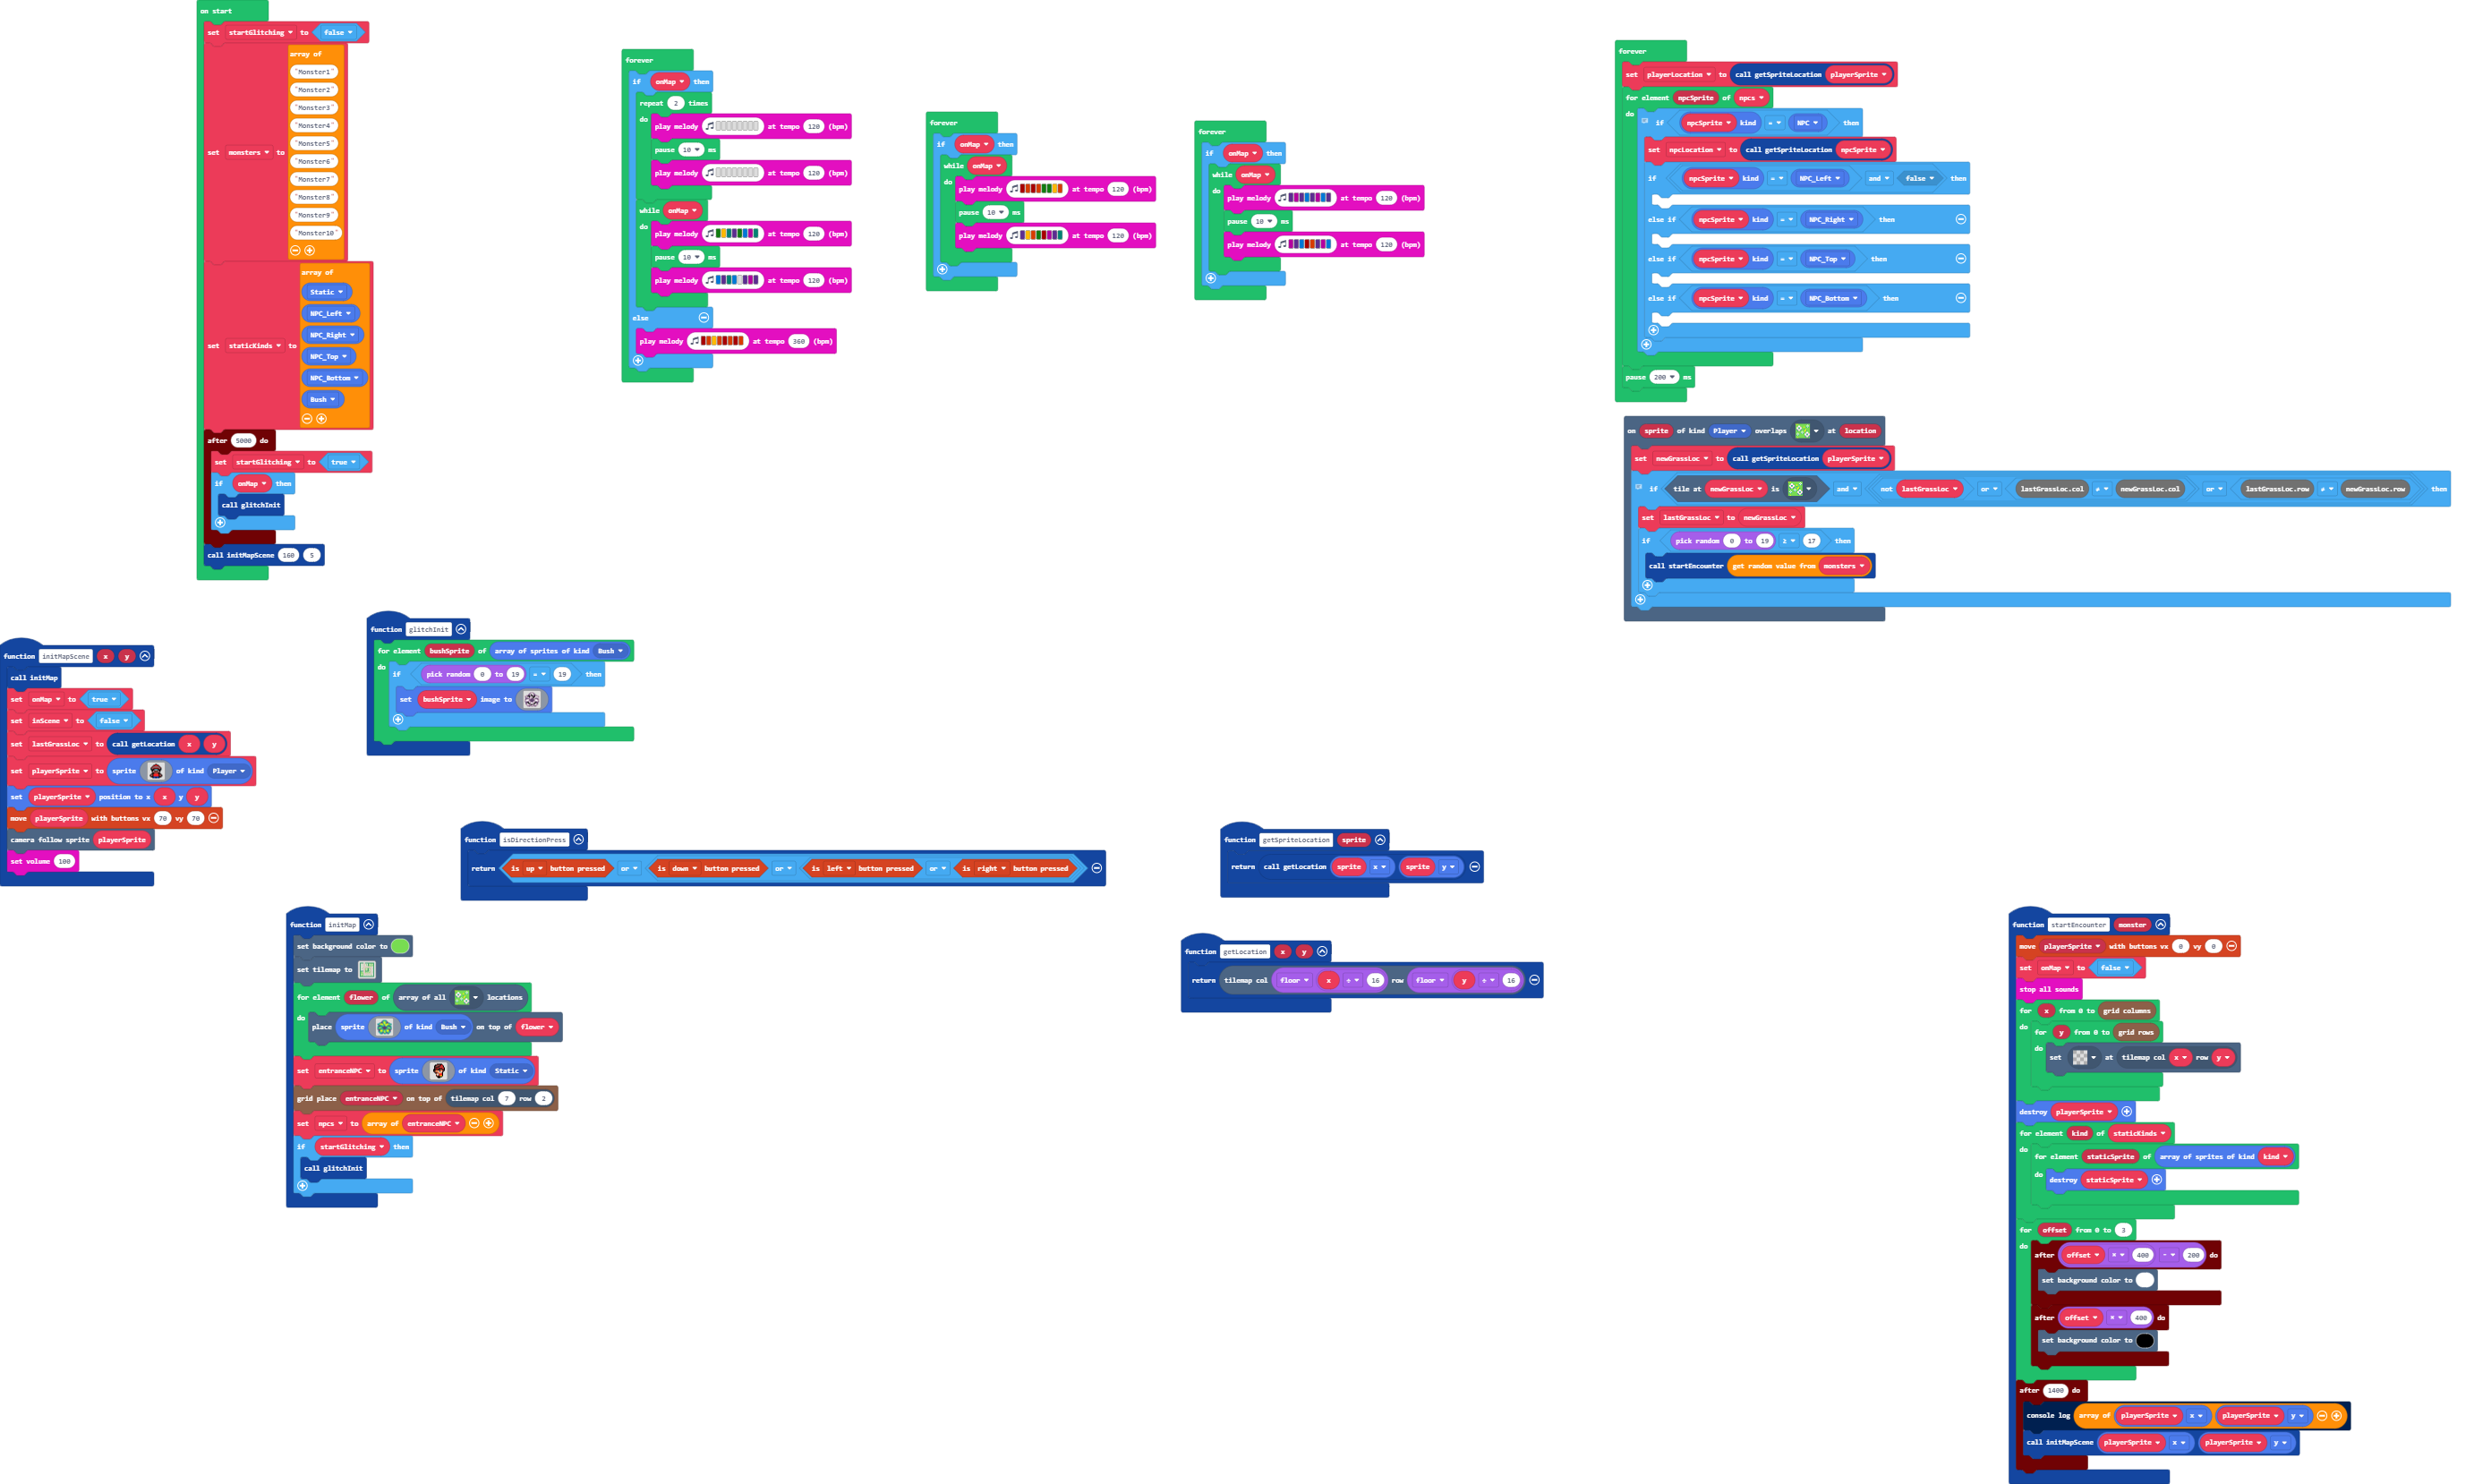 on start
set startGlitching to false
set monsters to array of
"Monster1"
"Monster2"
"Monster3"
"Monster4"
"Monster5"
"Monster6"
"Monster7"
"Monster8"
"Monster9"
"Monster10"
set staticKinds to array of
Static
NPC_Left
NPC_Right
NPC_Top
NPC_Bottom
Bush
after 5000 do
set startGlitching to true
if onMap then
call glitchInit
call initMapScene 160 5
forever
if onMap then
repeat 2 times
do
play melody at tempo 120 (bpm)
pause 10 ms
play melody at tempo 120 (bpm)
while onMap
do
play melody at tempo 120 (bpm)
pause 10 ms
play melody at tempo 120 (bpm)
else
play melody at tempo 360 (bpm)
forever
if onMap then
while onMap
do
play melody at tempo 120 (bpm)
pause 10 ms
play melody at tempo 120 (bpm)
forever
if onMap then
while onMap
do
play melody at tempo 120 (bpm)
pause 10 ms
play melody at tempo 120 (bpm)
forever
set playerLocation to call getSpriteLocation playerSprite
for element npcSprite of npcs
do
if npcSprite kind = NPC then
set npcLocation to call getSpriteLocation npcSprite
if npcSprite kind = NPC_Left and false then
else if npcSprite kind = NPC_Right then
else if npcSprite kind = NPC_Top then
else if npcSprite kind = NPC_Bottom then
pause 200 ms
on sprite of kind Player overlaps at location
set newGrassLoc to call getSpriteLocation playerSprite
if tile at newGrassLoc is and not lastGrassLoc or lastGrassLoc.col ≠ newGrassLoc.col or lastGrassLoc.row ≠ newGrassLoc.row then
set lastGrassLoc to newGrassLoc
if pick random 0 to 19 ≥ 17 then
call startEncounter get random value from monsters
function initMapScene x y
call initMap
set onMap to true
set inScene to false
set lastGrassLoc to call getLocation x y
set playerSprite to sprite of kind Player
set playerSprite position to x x y y
move playerSprite with buttons vx 70 vy 70
camera follow sprite playerSprite
set volume 100
function glitchInit
for element bushSprite of array of sprites of kind Bush
do
if pick random 0 to 19 = 19 then
set bushSprite image to
function isDirectionPress
return is up button pressed or is down button pressed or is left button pressed or is right button pressed
function getSpriteLocation sprite
return call getLocation sprite x sprite y
function initMap
set background color to
set tilemap to
for element flower of array of all locations
do
place sprite of kind Bush on top of flower
set entranceNPC to sprite of kind Static
grid place entranceNPC on top of tilemap col 7 row 2
set npcs to array of entranceNPC
if startGlitching then
call glitchInit
function getLocation x y
return tilemap col floor x ÷ 16 row floor y ÷ 16
function startEncounter monster
move playerSprite with buttons vx 0 vy 0
set onMap to false
stop all sounds
for x from 0 to grid columns
do
for y from 0 to grid rows
do
set at tilemap col x row y
destroy playerSprite
for element kind of staticKinds
do
for element staticSprite of array of sprites of kind kind
do
destroy staticSprite
for offset from 0 to 3
do
after offset × 400 - 200 do
set background color to
after offset × 400 do
set background color to
after 1400 do
console log array of playerSprite x playerSprite y
call initMapScene playerSprite x playerSprite y